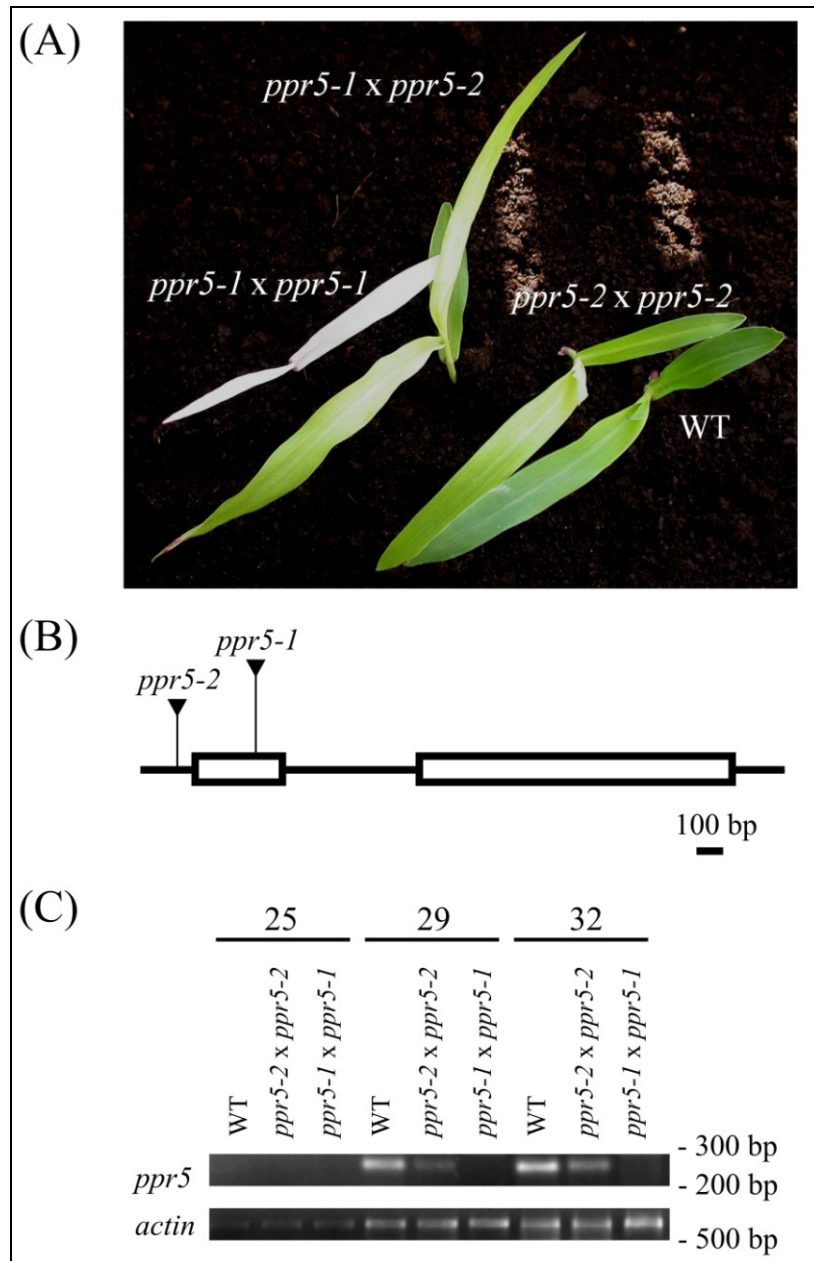 (A)
ppr5-1 x ppr5-2
ppr5-1 x ppr5-1
ppr5-2 x ppr5-2
WT
(B)
ppr5-1
ppr5-2
100 bp
(C)
25 29 32
WT
ppr5-2 x ppr5-2
ppr5-1 x ppr5-1
WT
ppr5-2 x ppr5-2
ppr5-1 x ppr5-1
WT
ppr5-2 x ppr5-2
ppr5-1 x ppr5-1
ppr5
- 300 bp
- 200 bp
actin
- 500 bp